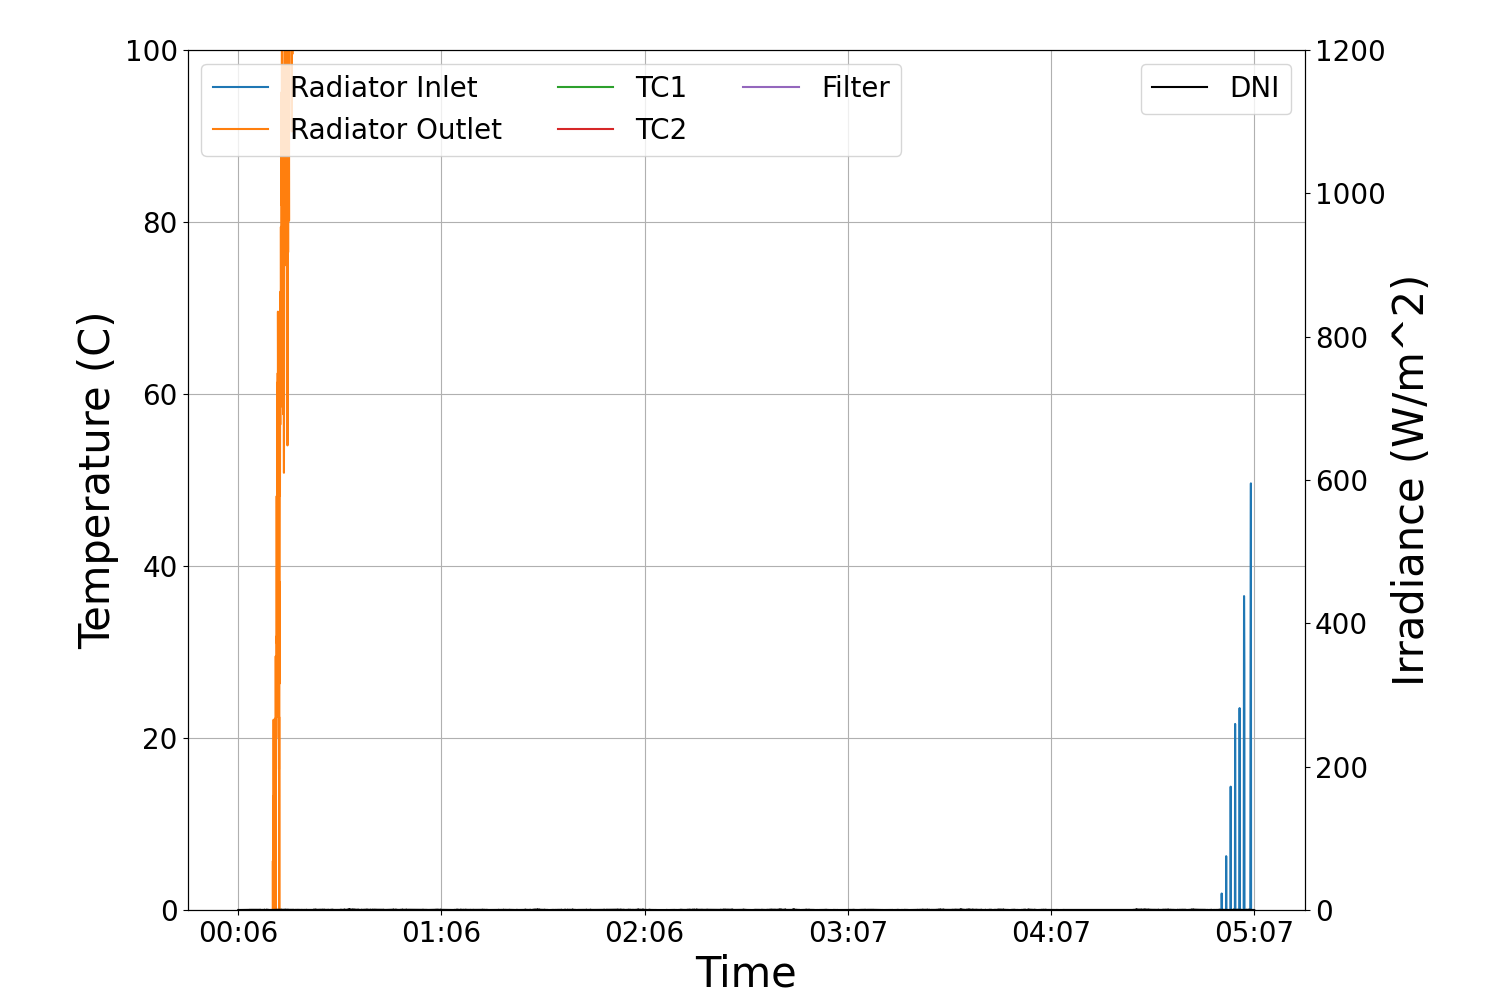 100
80
60
40
20
0
Temperature (C)
Radiator Inlet
Radiator Outlet
TC1
TC2
Filter
DNI
1200
1000
800
600
400
200
0
Irradiance (W/m^2)
00:06 01:06 02:06 03:07 04:07 05:07
Time